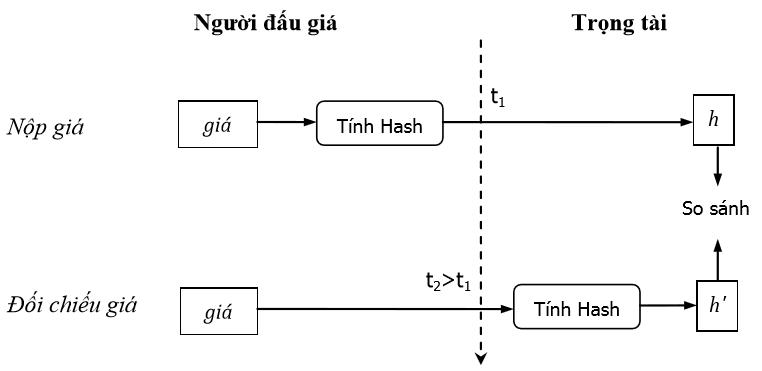 Người đấu giá
Trọng tài
Nộp giá
giá
Tính Hash
t₁
h
So sánh
Đối chiếu giá
giá
t₂>t₁
Tính Hash
h'